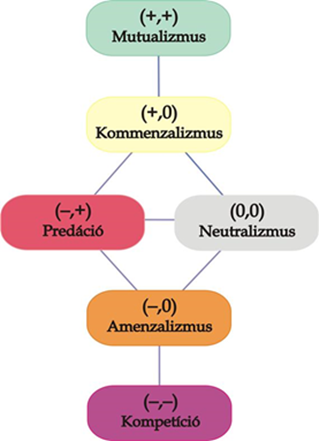 (+,+)
Mutualizmus
(+,0)
Kommenzalizmus
(–,+)
Predáció
(0,0)
Neutralizmus
(–,0)
Amenzalizmus
(–,–)
Kompetíció